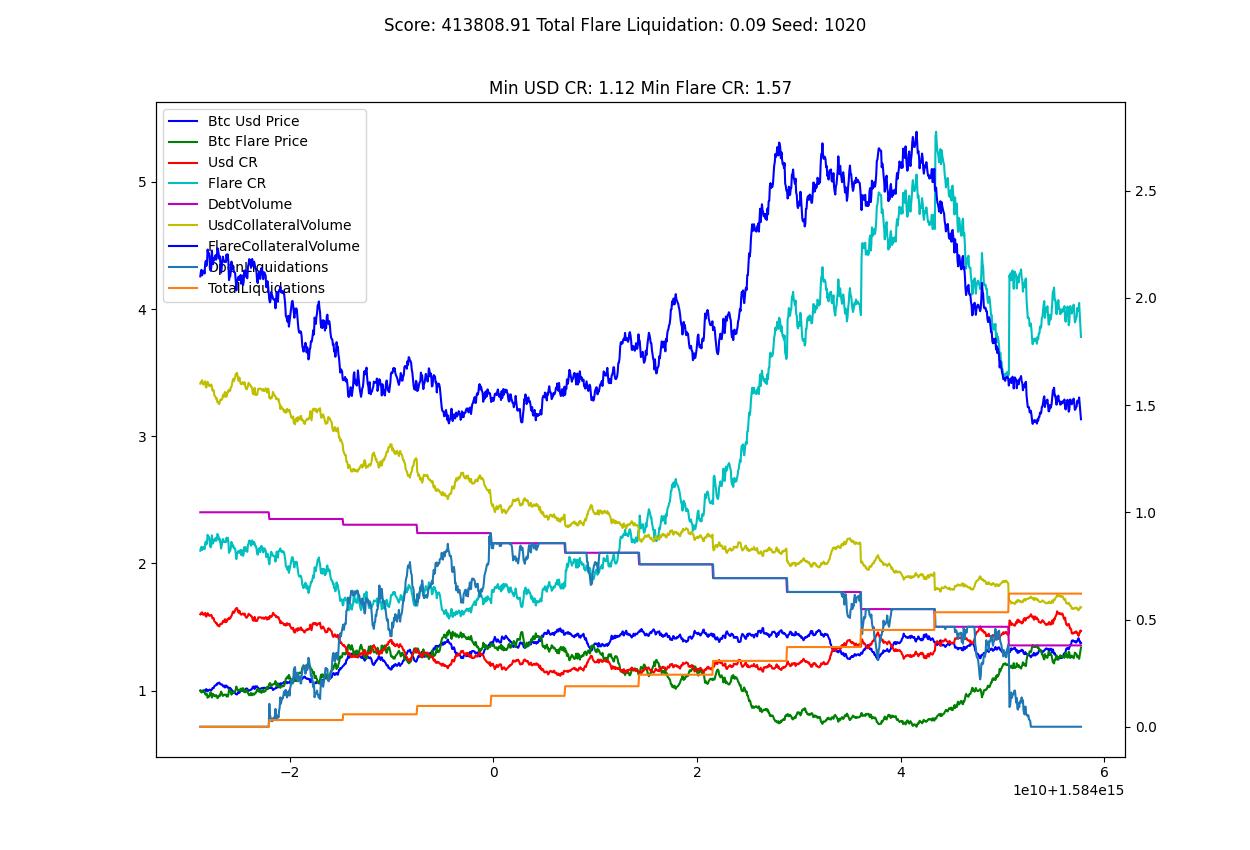 Score: 413808.91 Total Flare Liquidation: 0.09 Seed: 1020
Min USD CR: 1.12 Min Flare CR: 1.57
Btc Usd Price
Btc Flare Price
Usd CR
Flare CR
DebtVolume
UsdCollateralVolume
FlareCollateralVolume
OpenLiquidations
TotalLiquidations
5
4
3
2
1
2.5
2.0
1.5
1.0
0.5
0.0
−2
0
2
4
6
1e10+1.584e15